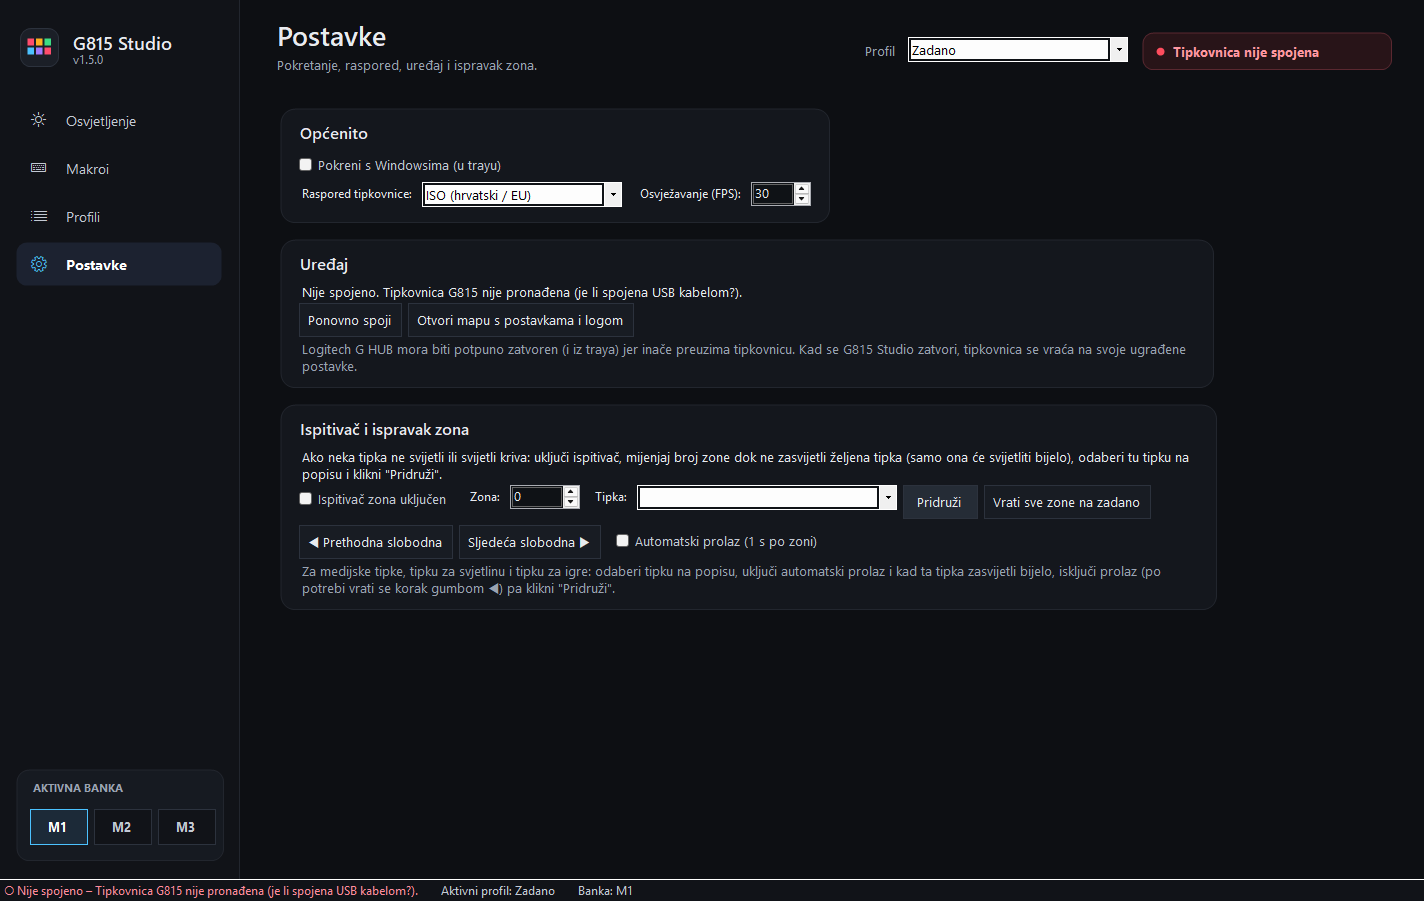 G815 Studio
v1.5.0
Osvjetljenje
Makroi
Profili
Postavke
AKTIVNA BANKA
M1 M2 M3
Postavke
Pokretanje, raspored, uređaj i ispravak zona.
Profil Zadano
Tipkovnica nije spojena
Općenito
Pokreni s Windowsima (u trayu)
Raspored tipkovnice: ISO (hrvatski / EU) Osvježavanje (FPS): 30
Uređaj
Nije spojeno. Tipkovnica G815 nije pronađena (je li spojena USB kabelom?).
Ponovno spoji Otvori mapu s postavkama i logom
Logitech G HUB mora biti potpuno zatvoren (i iz traya) jer inače preuzima tipkovnicu. Kad se G815 Studio zatvori, tipkovnica se vraća na svoje ugrađene
postavke.
Ispitivač i ispravak zona
Ako neka tipka ne svijetli ili svijetli kriva: uključi ispitivač, mijenjaj broj zone dok ne zasvijetli željena tipka (samo ona će svijetliti bijelo), odaberi tu tipku na
popisu i klikni "Pridruži".
Ispitivač zona uključen Zona: 0 Tipka: Pridruži Vrati sve zone na zadano
◀ Prethodna slobodna Sljedeća slobodna ▶ Automatski prolaz (1 s po zoni)
Za medijske tipke, tipku za svjetlinu i tipku za igre: odaberi tipku na popisu, uključi automatski prolaz i kad ta tipka zasvijetli bijelo, isključi prolaz (po
potrebi vrati se korak gumbom ◀) pa klikni "Pridruži".
○ Nije spojeno – Tipkovnica G815 nije pronađena (je li spojena USB kabelom?). Aktivni profil: Zadano Banka: M1